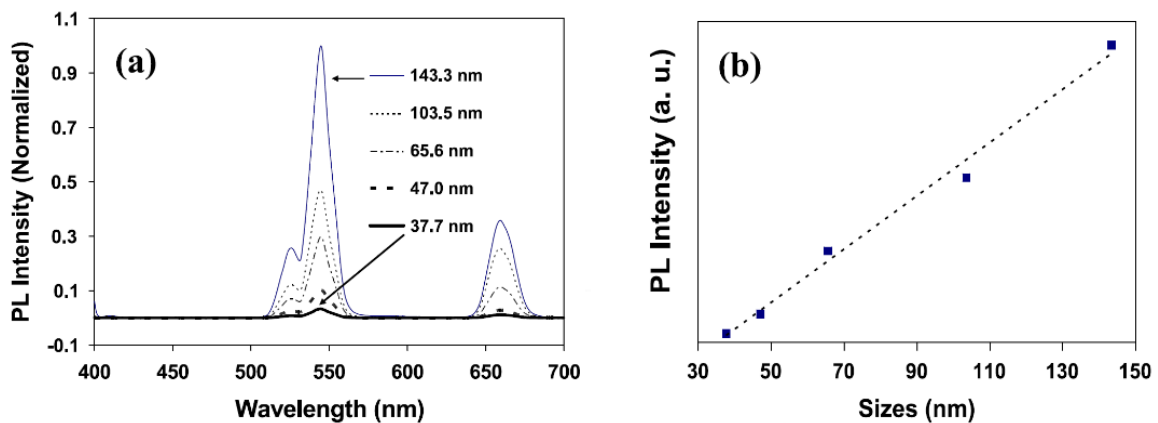 (a)
PL Intensity (Normalized)
1.1
0.9
0.7
0.5
0.3
0.1
-0.1
143.3 nm
103.5 nm
65.6 nm
47.0 nm
37.7 nm
400 450 500 550 600 650 700
Wavelength (nm)
(b)
PL Intensity (a. u.)
30 50 70 90 110 130 150
Sizes (nm)